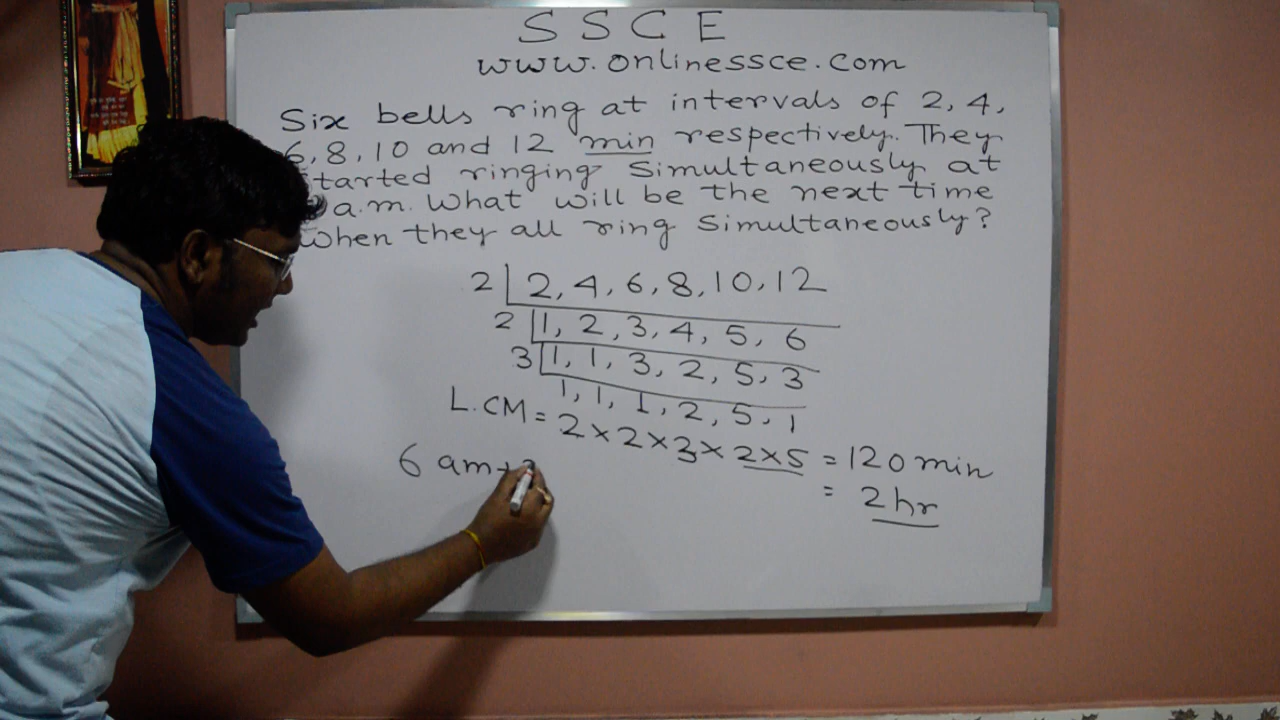 S S C E
www.onlinessce.com
Six bells ring at intervals of 2, 4,
6, 8, 10 and 12 min respectively. They
started ringing simultaneously at
a.m. What will be the next time
when they all ring simultaneously?
2 2, 4, 6, 8, 10, 12
2 1, 2, 3, 4, 5, 6
3 1, 1, 3, 2, 5, 3
1, 1, 1, 2, 5, 1
L.CM = 2 × 2 × 3 × 2 × 5 = 120 min
= 2 hr
6 am +